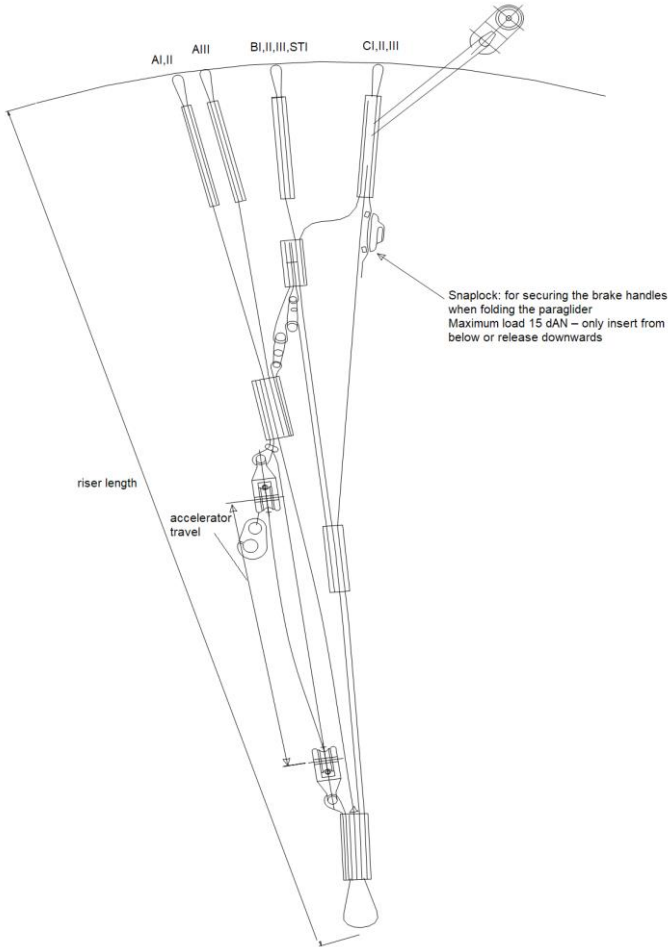 AI,II
AIII
BI,II,III,STI
CI,II,III
Snaplock: for securing the brake handles
when folding the paraglider
Maximum load 15 dAN – only insert from
below or release downwards
riser length
accelerator
travel